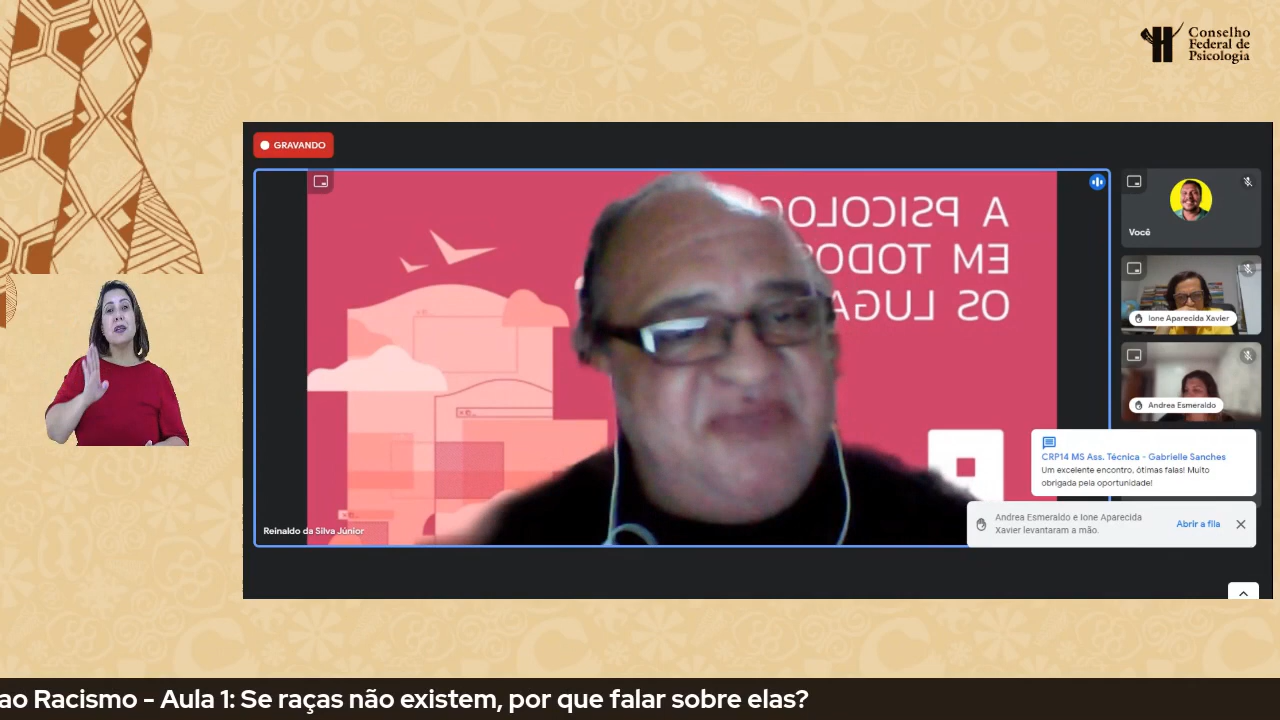 Conselho
Federal de
Psicologia
GRAVANDO
A PSICOLOG
EM TODOS
OS LUGA
Você
Ione Aparecida Xavier
Andrea Esmeraldo
CRP14 MS Ass. Técnica - Gabrielle Sanches
Um excelente encontro, ótimas falas! Muito
obrigada pela oportunidade!
Andrea Esmeraldo e Ione Aparecida
Xavier levantaram a mão.
Abrir a fila
Reinaldo da Silva Júnior
ao Racismo - Aula 1: Se raças não existem, por que falar sobre elas?